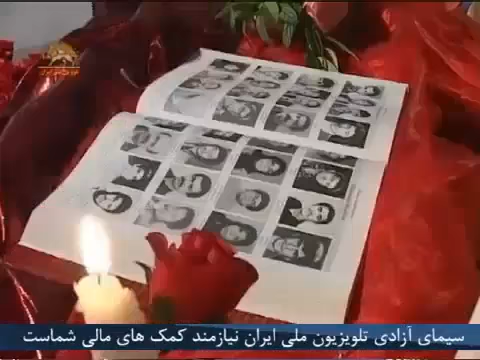 سیمای آزادی تلویزیون ملی ایران نیازمند کمک های مالی شماست